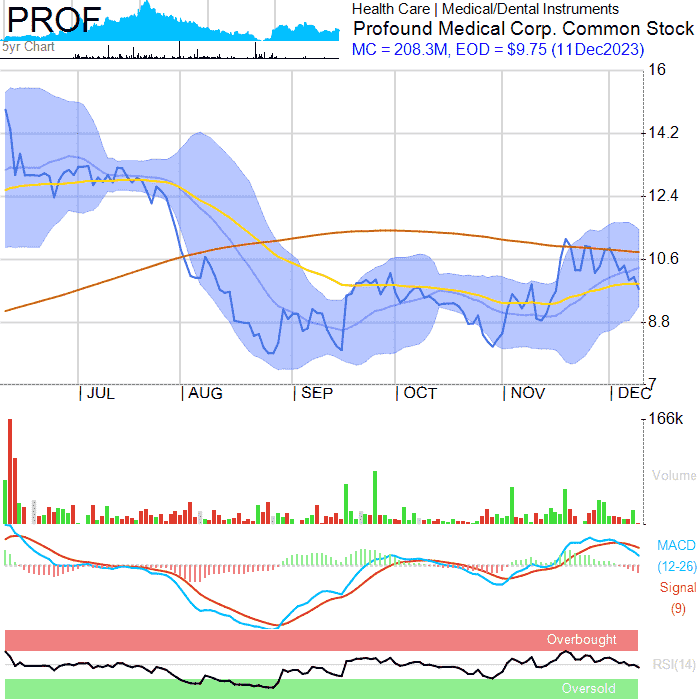 PROF
Health Care | Medical/Dental Instruments
Profound Medical Corp. Common Stock
MC = 208.3M, EOD = $9.75 (11Dec2023)
5yr Chart
16
14.2
12.4
10.6
8.8
7
JUL
AUG
SEP
OCT
NOV
DEC
166k
Volume
MACD
(12-26)
Signal
(9)
Overbought
RSI(14)
Oversold